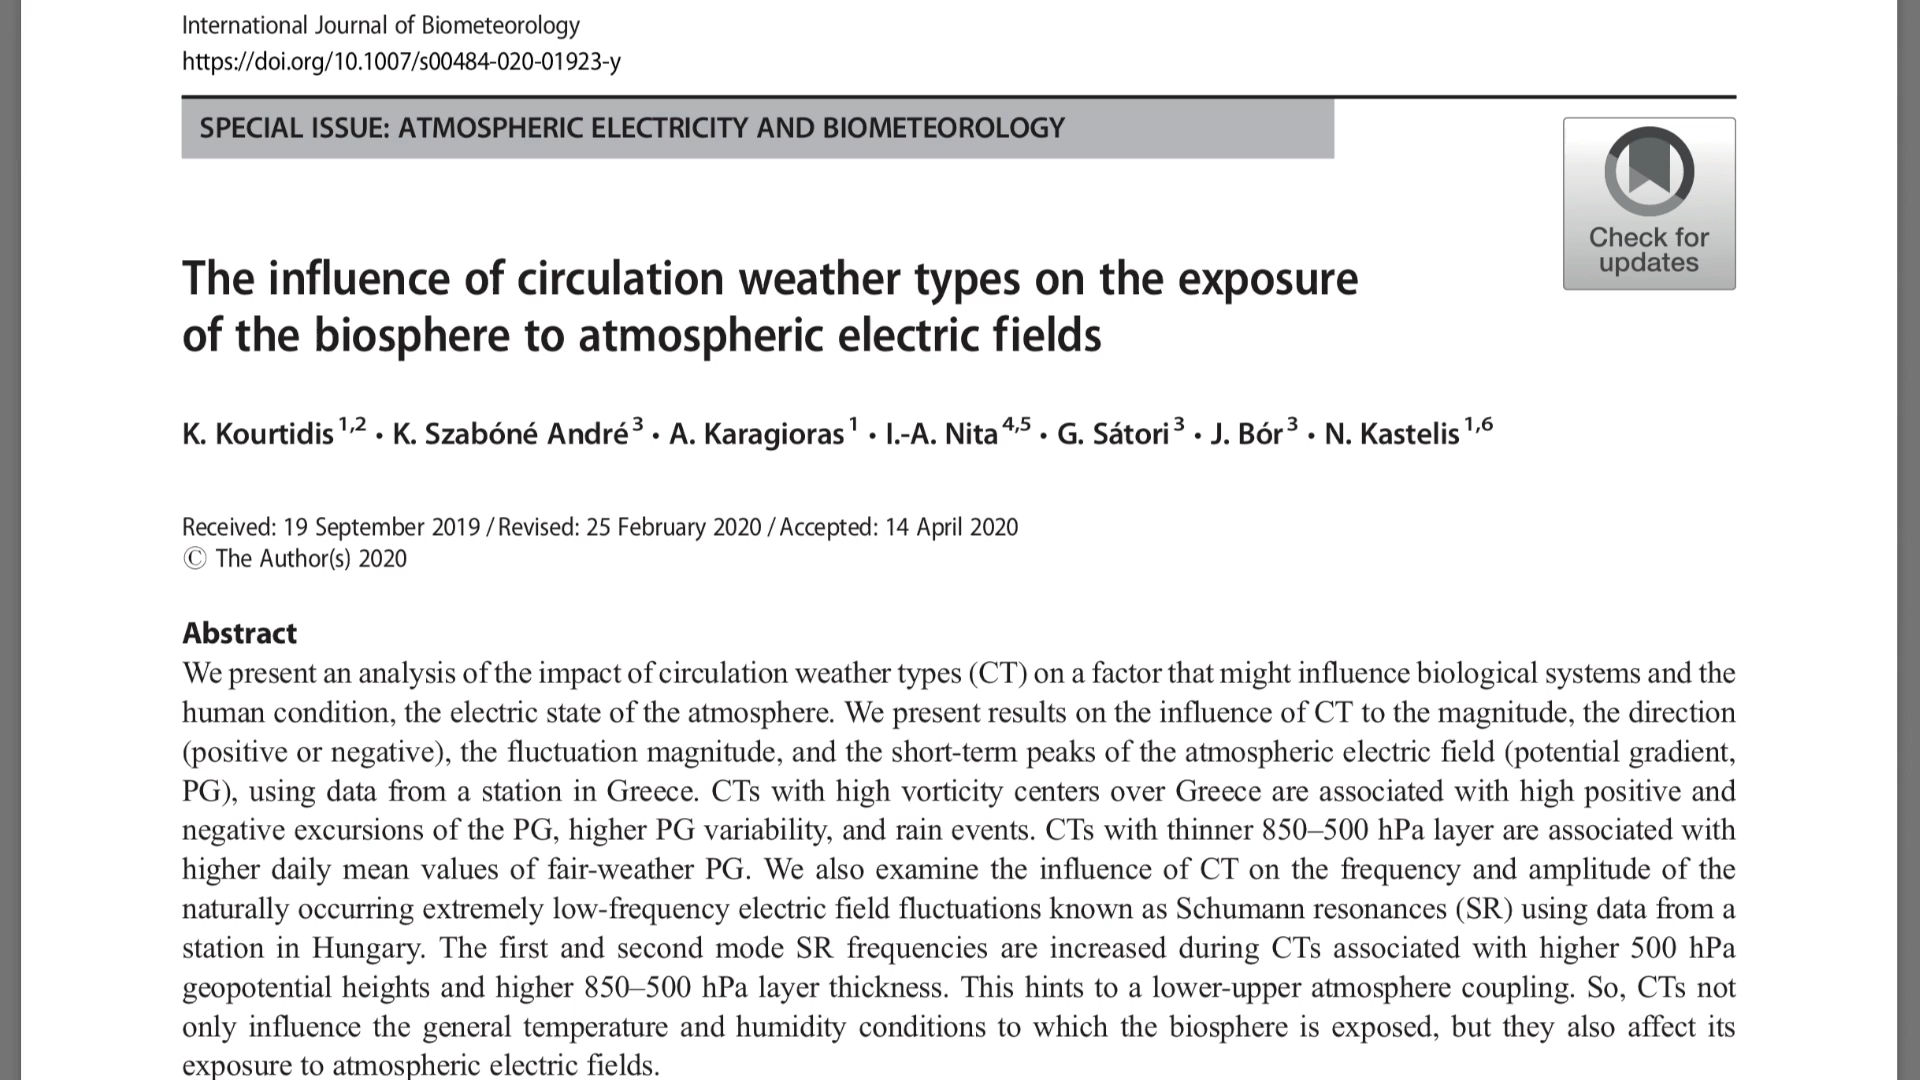 International Journal of Biometeorology
https://doi.org/10.1007/s00484-020-01923-y
SPECIAL ISSUE: ATMOSPHERIC ELECTRICITY AND BIOMETEOROLOGY
Check for
updates
The influence of circulation weather types on the exposure
of the biosphere to atmospheric electric fields
K. Kourtidis 1,2 • K. Szabóné André 3 • A. Karagioras 1 • I.-A. Nita 4,5 • G. Sátori 3 • J. Bór 3 • N. Kastelis 1,6
Received: 19 September 2019 / Revised: 25 February 2020 / Accepted: 14 April 2020
© The Author(s) 2020
Abstract
We present an analysis of the impact of circulation weather types (CT) on a factor that might influence biological systems and the
human condition, the electric state of the atmosphere. We present results on the influence of CT to the magnitude, the direction
(positive or negative), the fluctuation magnitude, and the short-term peaks of the atmospheric electric field (potential gradient,
PG), using data from a station in Greece. CTs with high vorticity centers over Greece are associated with high positive and
negative excursions of the PG, higher PG variability, and rain events. CTs with thinner 850–500 hPa layer are associated with
higher daily mean values of fair-weather PG. We also examine the influence of CT on the frequency and amplitude of the
naturally occurring extremely low-frequency electric field fluctuations known as Schumann resonances (SR) using data from a
station in Hungary. The first and second mode SR frequencies are increased during CTs associated with higher 500 hPa
geopotential heights and higher 850–500 hPa layer thickness. This hints to a lower-upper atmosphere coupling. So, CTs not
only influence the general temperature and humidity conditions to which the biosphere is exposed, but they also affect its
exposure to atmospheric electric fields.